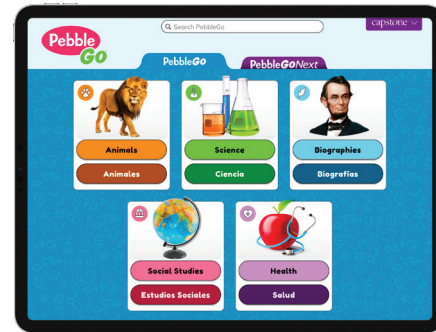 Pebble
GO
Search PebbleGo
capstone
PebbleGO
PebbleGONext
Animals
Animales
Science
Ciencia
Biographies
Biografías
Social Studies
Estudios Sociales
Health
Salud